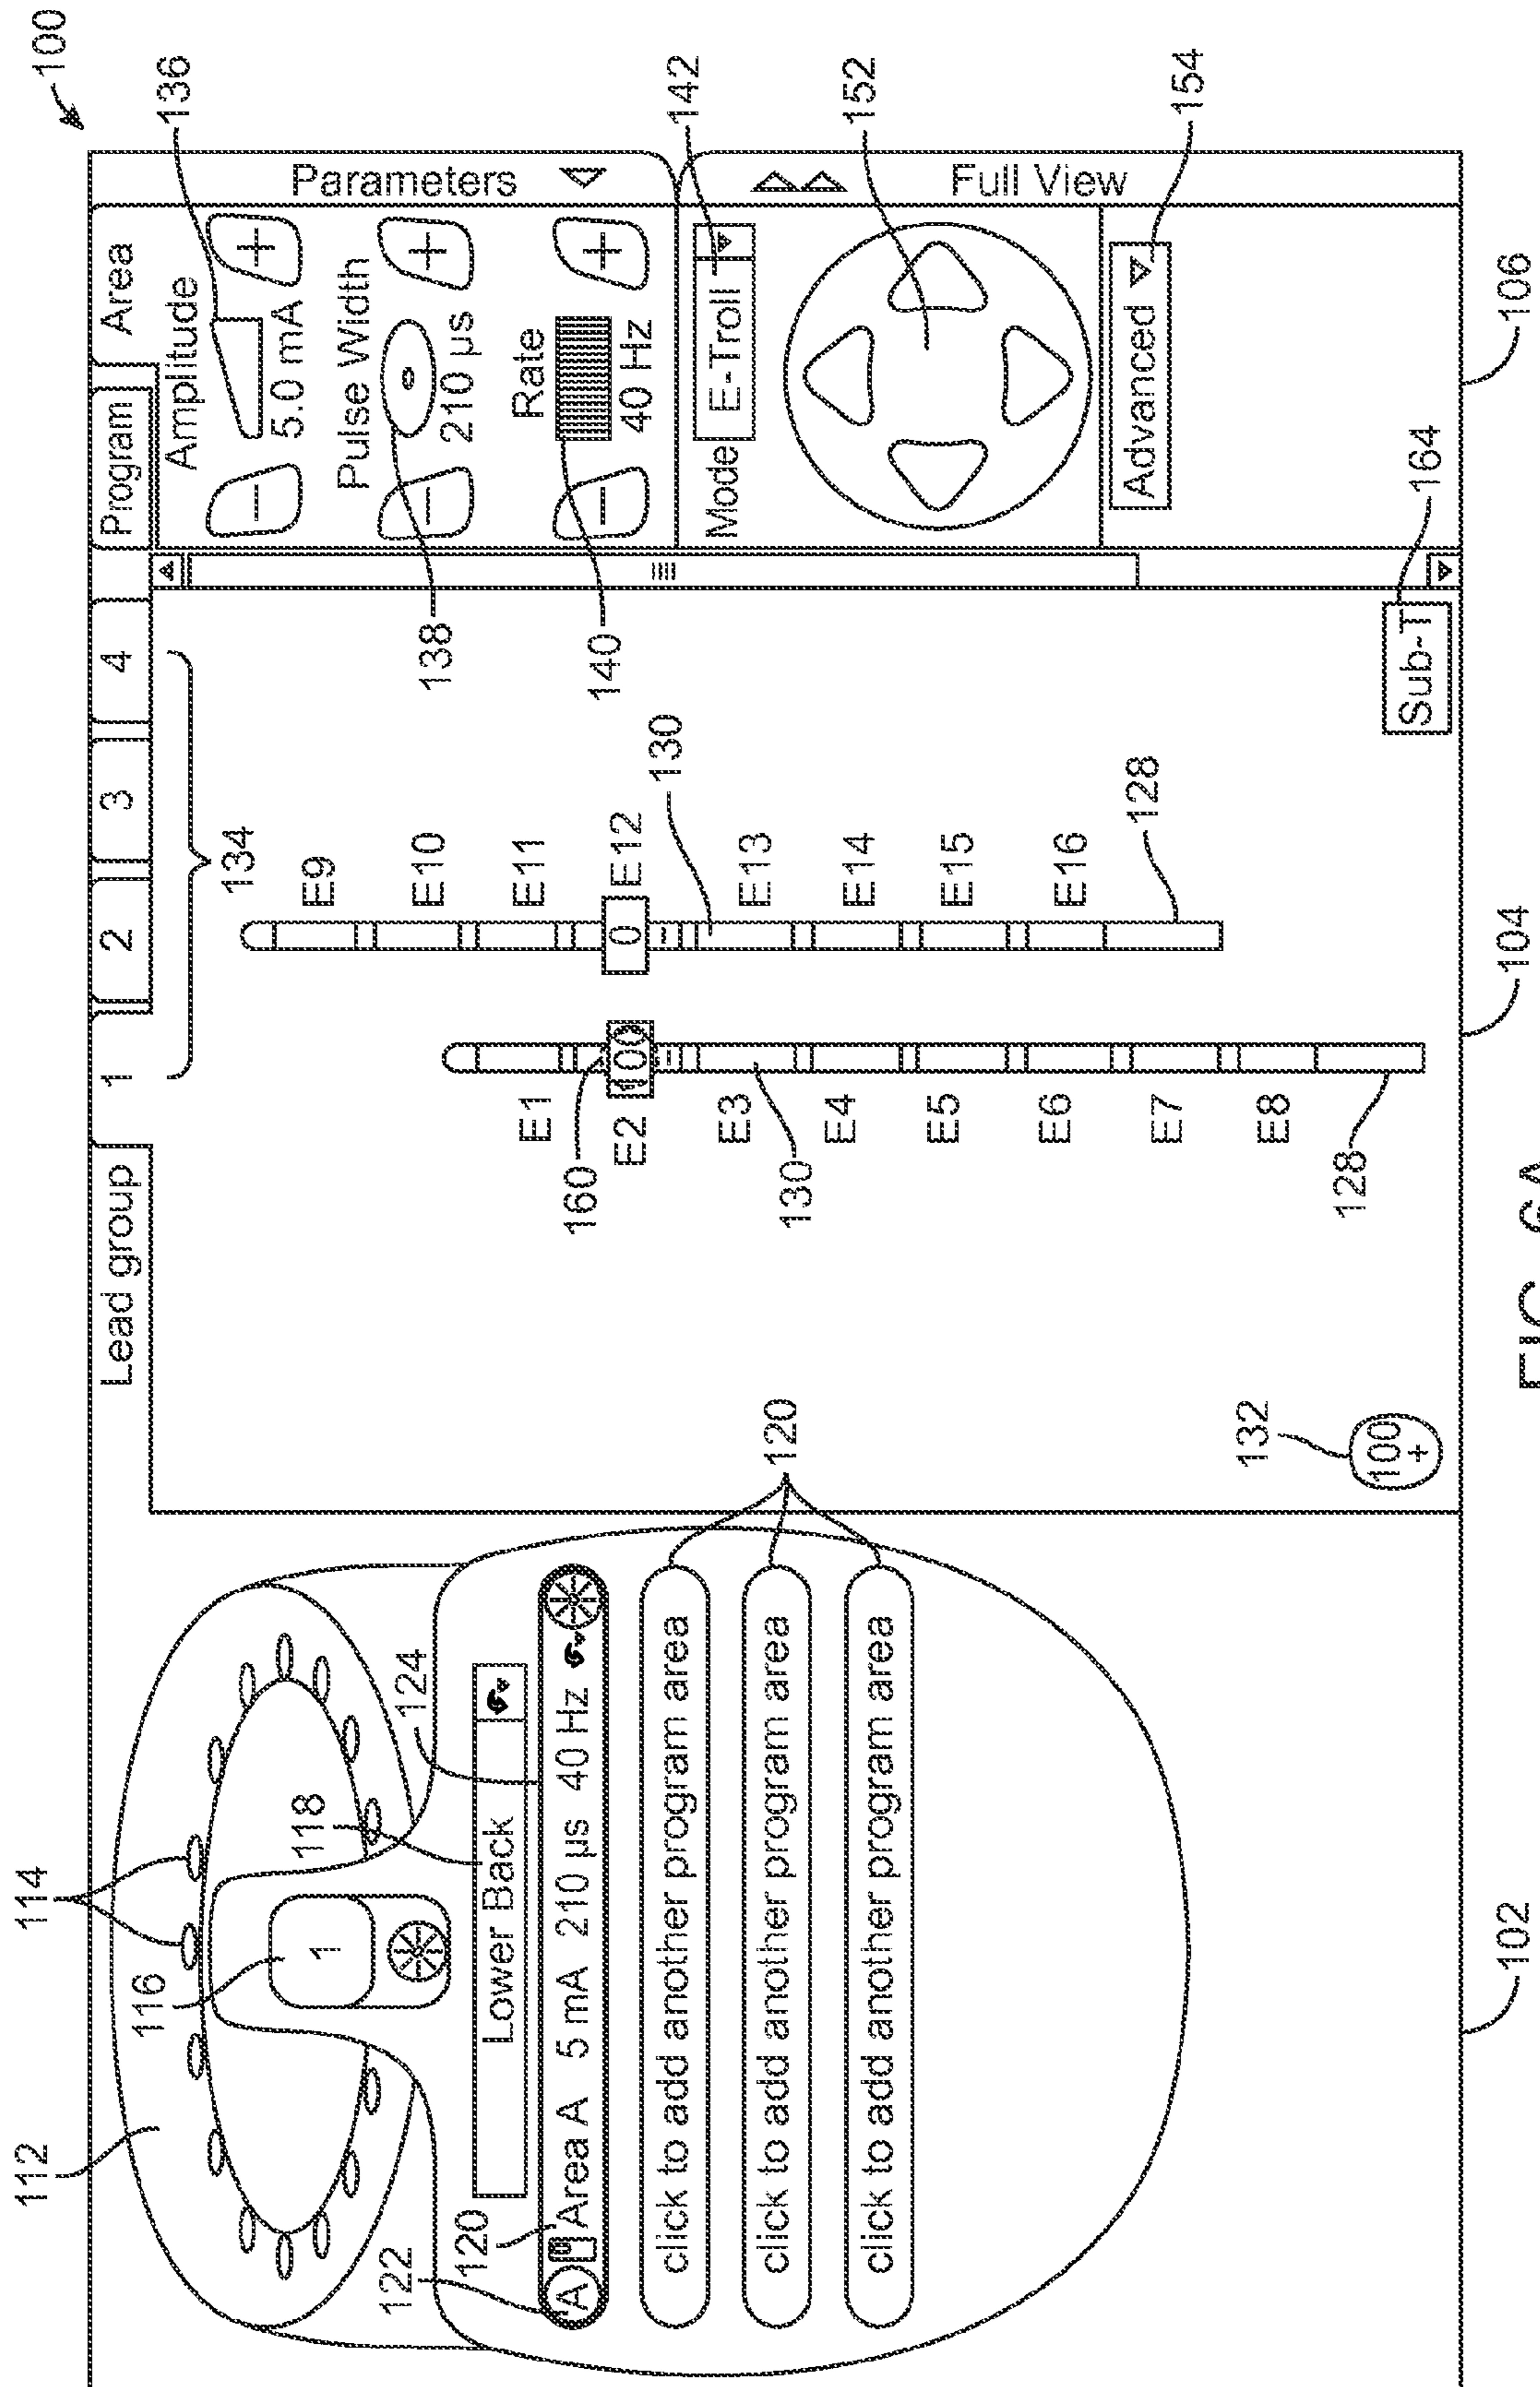 100
112
114
116
1
118
Lower Back
124
122
120
A Area A 5 mA 210 µs 40 Hz
click to add another program area
click to add another program area
click to add another program area
120
102
Lead group
1
2
3
4
134
E1
E2
E3
E4
E5
E6
E7
E8
160
100
130
128
E9
E10
E11
E12
E13
E14
E15
E16
0
130
128
132
100
+
Sub-T
164
104
Program
Area
Amplitude
−
+
5.0 mA
136
Pulse Width
−
+
210 µs
138
Rate
−
+
40 Hz
140
Parameters
Mode
E-Troll
142
152
Full View
Advanced
154
106